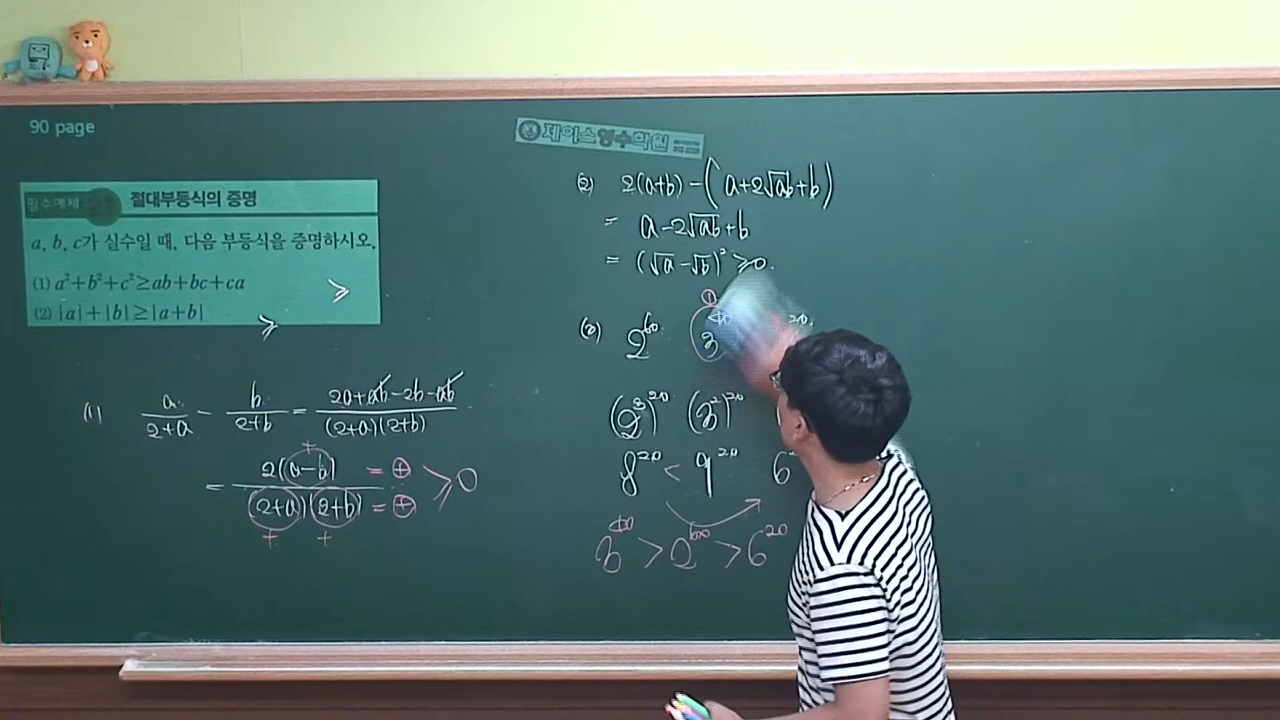 90 page
제이스영수학원
필수예제
절대부등식의 증명
a, b, c가 실수일 때, 다음 부등식을 증명하시오.
(1) a²+b²+c²≥ab+bc+ca
≥
(2) |a|+|b|≥|a+b|
≥
(1) a/(2+a) - b/(2+b) = (2a+ab-2b-ab)/((2+a)(2+b))
= 2(a-b)/((2+a)(2+b)) = ⊕ / = ⊕ ≥0
+
+ +
(2) 2(a+b)-(a+2√ab+b)
= a-2√ab+b
= (√a-√b)² ≥0.
(3) 2⁶⁰ 3⁴⁰ 20
(2³)²⁰ (3²)²⁰
8²⁰ < 9²⁰ 6
3⁴⁰ > 2⁶⁰ > 6²⁰